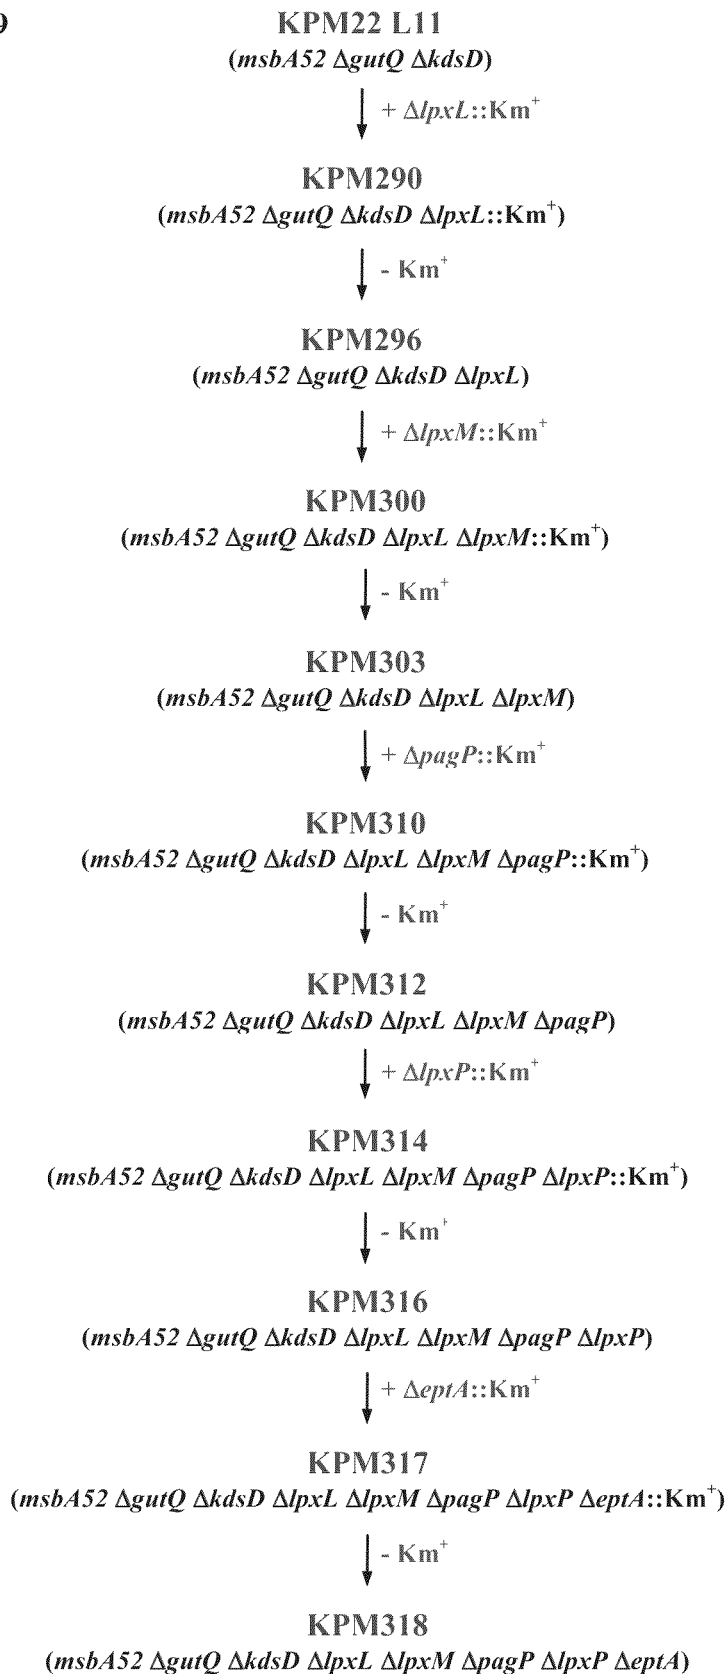 9
KPM22 L11
(msbA52 ΔgutQ ΔkdsD)
+ ΔlpxL::Km⁺
KPM290
(msbA52 ΔgutQ ΔkdsD ΔlpxL::Km⁺)
- Km⁺
KPM296
(msbA52 ΔgutQ ΔkdsD ΔlpxL)
+ ΔlpxM::Km⁺
KPM300
(msbA52 ΔgutQ ΔkdsD ΔlpxL ΔlpxM::Km⁺)
- Km⁺
KPM303
(msbA52 ΔgutQ ΔkdsD ΔlpxL ΔlpxM)
+ ΔpagP::Km⁺
KPM310
(msbA52 ΔgutQ ΔkdsD ΔlpxL ΔlpxM ΔpagP::Km⁺)
- Km⁺
KPM312
(msbA52 ΔgutQ ΔkdsD ΔlpxL ΔlpxM ΔpagP)
+ ΔlpxP::Km⁺
KPM314
(msbA52 ΔgutQ ΔkdsD ΔlpxL ΔlpxM ΔpagP ΔlpxP::Km⁺)
- Km⁺
KPM316
(msbA52 ΔgutQ ΔkdsD ΔlpxL ΔlpxM ΔpagP ΔlpxP)
+ ΔeptA::Km⁺
KPM317
(msbA52 ΔgutQ ΔkdsD ΔlpxL ΔlpxM ΔpagP ΔlpxP ΔeptA::Km⁺)
- Km⁺
KPM318
(msbA52 ΔgutQ ΔkdsD ΔlpxL ΔlpxM ΔpagP ΔlpxP ΔeptA)